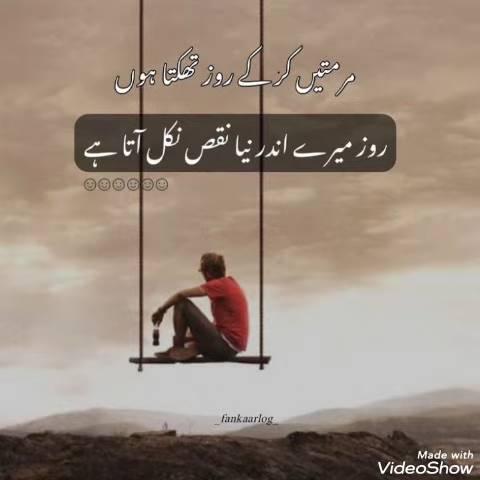 مرمتیں کر کے روز تھکتا ہوں
روز میرے اندر نیا نقص نکل آتا ہے
☺☺☺☺☺☺
_fankaarlog_
Made with
VideoShow